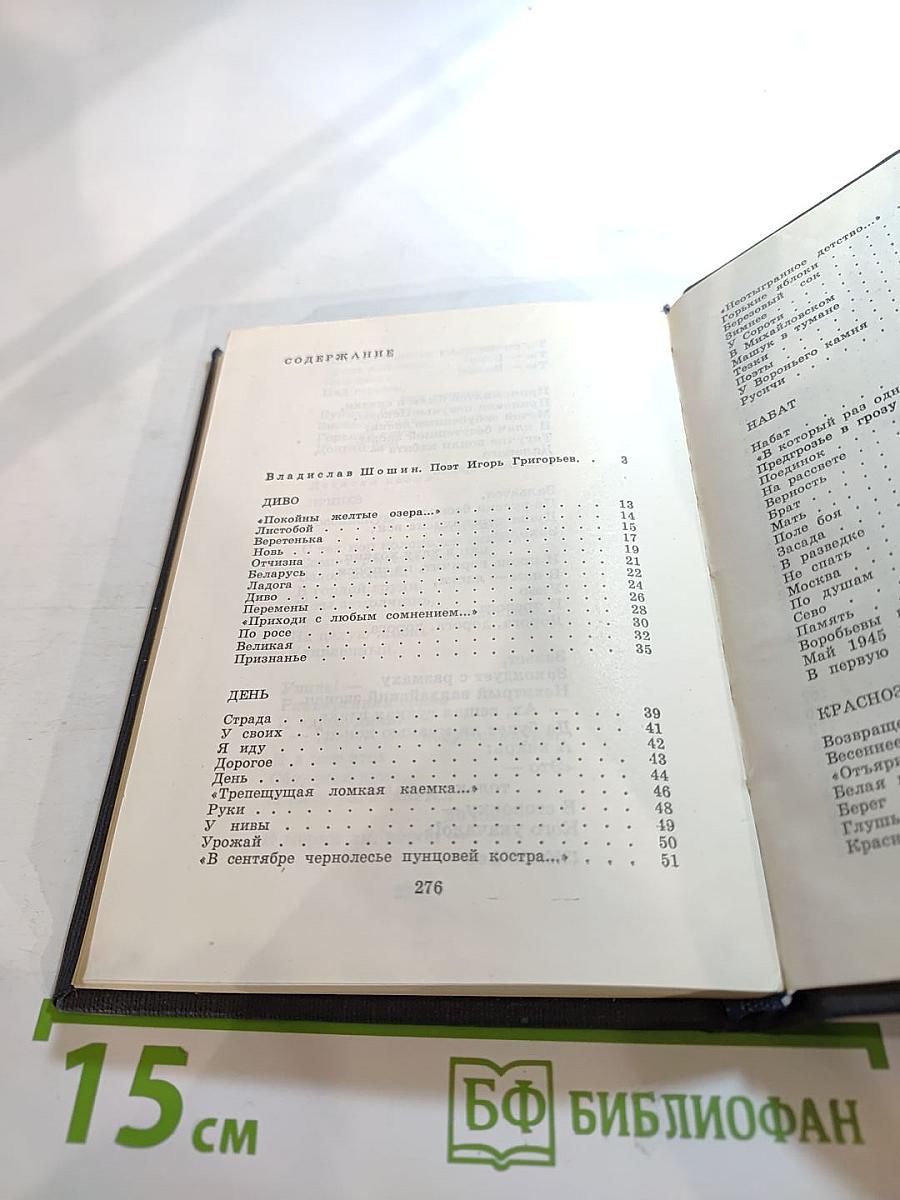 СОДЕРЖАНИЕ
Владислав Шошин. Поэт Игорь Григорьев. . 3
ДИВО
«Покойны желтые озера...» 13
Листобой 14
Веретенька 15
Новь 17
Отчизна 19
Беларусь 21
Ладога 22
Диво 24
Перемены 26
«Приходи с любым сомнением...» 28
По росе 30
Великая 32
Признанье 35
ДЕНЬ
Страда 39
У своих 41
Я иду 42
Дорогое 43
День 44
«Трепещущая ломкая каемка...» 46
Руки 48
У нивы 49
Урожай 50
«В сентябре чернолесье пунцовей костра...» 51
276
«Неотыгранное детство...»
Горькие яблоки
Березовый сок
Зимнее
У Сороти
В Михайловском
Машук в тумане
Тезки
Поэты
У Вороньего камня
Русичи
НАБАТ
Набат
«В который раз
Предгрозье в грозу
Поединок
На рассвете
Верность
Брат
Мать
Поле боя
Засада
В разведке
Не спать
Москва
По душам
Сево
Память
Воробьевы
Май 1945
В первую
КРАСНО
Возвраще
Весеннее
«Отъяри
Белая
Берег
Глушь
Красн
15 см
БФ БИБЛИОФАН